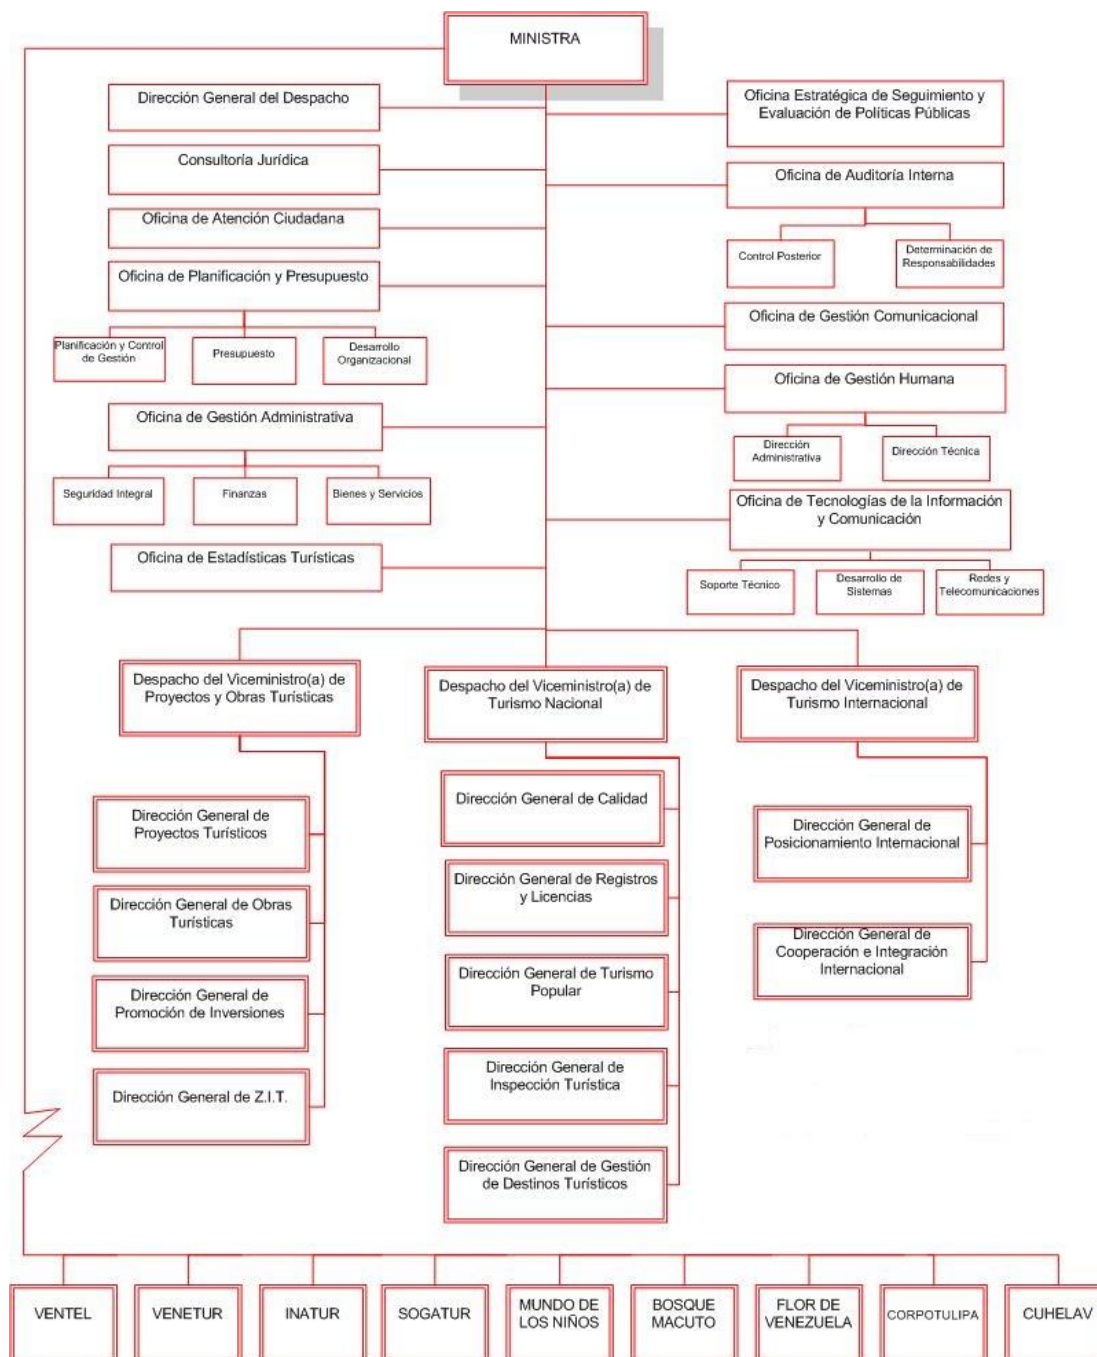 MINISTRA
Dirección General del Despacho
Oficina Estratégica de Seguimiento y
Evaluación de Políticas Públicas
Consultoría Jurídica
Oficina de Auditoría Interna
Oficina de Atención Ciudadana
Control Posterior
Determinación de
Responsabilidades
Oficina de Planificación y Presupuesto
Oficina de Gestión Comunicacional
Planificación y Control
de Gestión
Presupuesto
Desarrollo
Organizacional
Oficina de Gestión Humana
Oficina de Gestión Administrativa
Dirección
Administrativa
Dirección Técnica
Seguridad Integral
Finanzas
Bienes y Servicios
Oficina de Tecnologías de la Información
y Comunicación
Oficina de Estadísticas Turísticas
Soporte Técnico
Desarrollo de
Sistemas
Redes y
Telecomunicaciones
Despacho del Viceministro(a) de
Proyectos y Obras Turísticas
Despacho del Viceministro(a) de
Turismo Nacional
Despacho del Viceministro(a) de
Turismo Internacional
Dirección General de
Proyectos Turísticos
Dirección General de Obras
Turísticas
Dirección General de
Promoción de Inversiones
Dirección General de Z.I.T.
Dirección General de Calidad
Dirección General de Registros
y Licencias
Dirección General de Turismo
Popular
Dirección General de
Inspección Turística
Dirección General de Gestión
de Destinos Turísticos
Dirección General de
Posicionamiento Internacional
Dirección General de
Cooperación e Integración
Internacional
VENTEL
VENETUR
INATUR
SOGATUR
MUNDO DE
LOS NIÑOS
BOSQUE
MACUTO
FLOR DE
VENEZUELA
CORPOTULIPA
CUHELAV